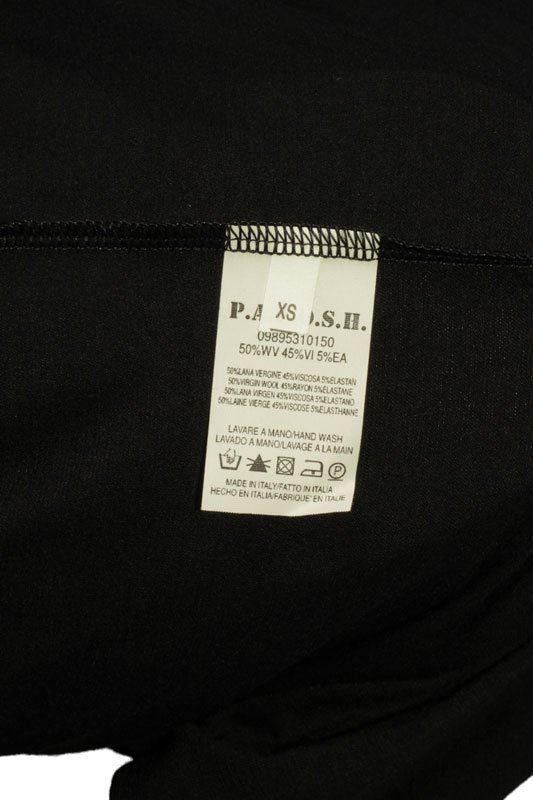 XS
P.A O.S.H.
09895310150
50%WV 45%VI 5%EA
50%LANA VERGINE 45%VISCOSA 5%ELASTAN
50%VIRGIN WOOL 45%RAYON 5%ELASTANE
50%LANA VIRGEN 45%VISCOSA 5%ELASTANO
50%LAINE VIERGE 45%VISCOSE 5%ELASTHANNE
LAVARE A MANO/HAND WASH
LAVADO A MANO/LAVAGE A LA MAIN
P
MADE IN ITALY/FATTO IN ITALIA
HECHO EN ITALIA/FABRIQUE' EN ITALIE